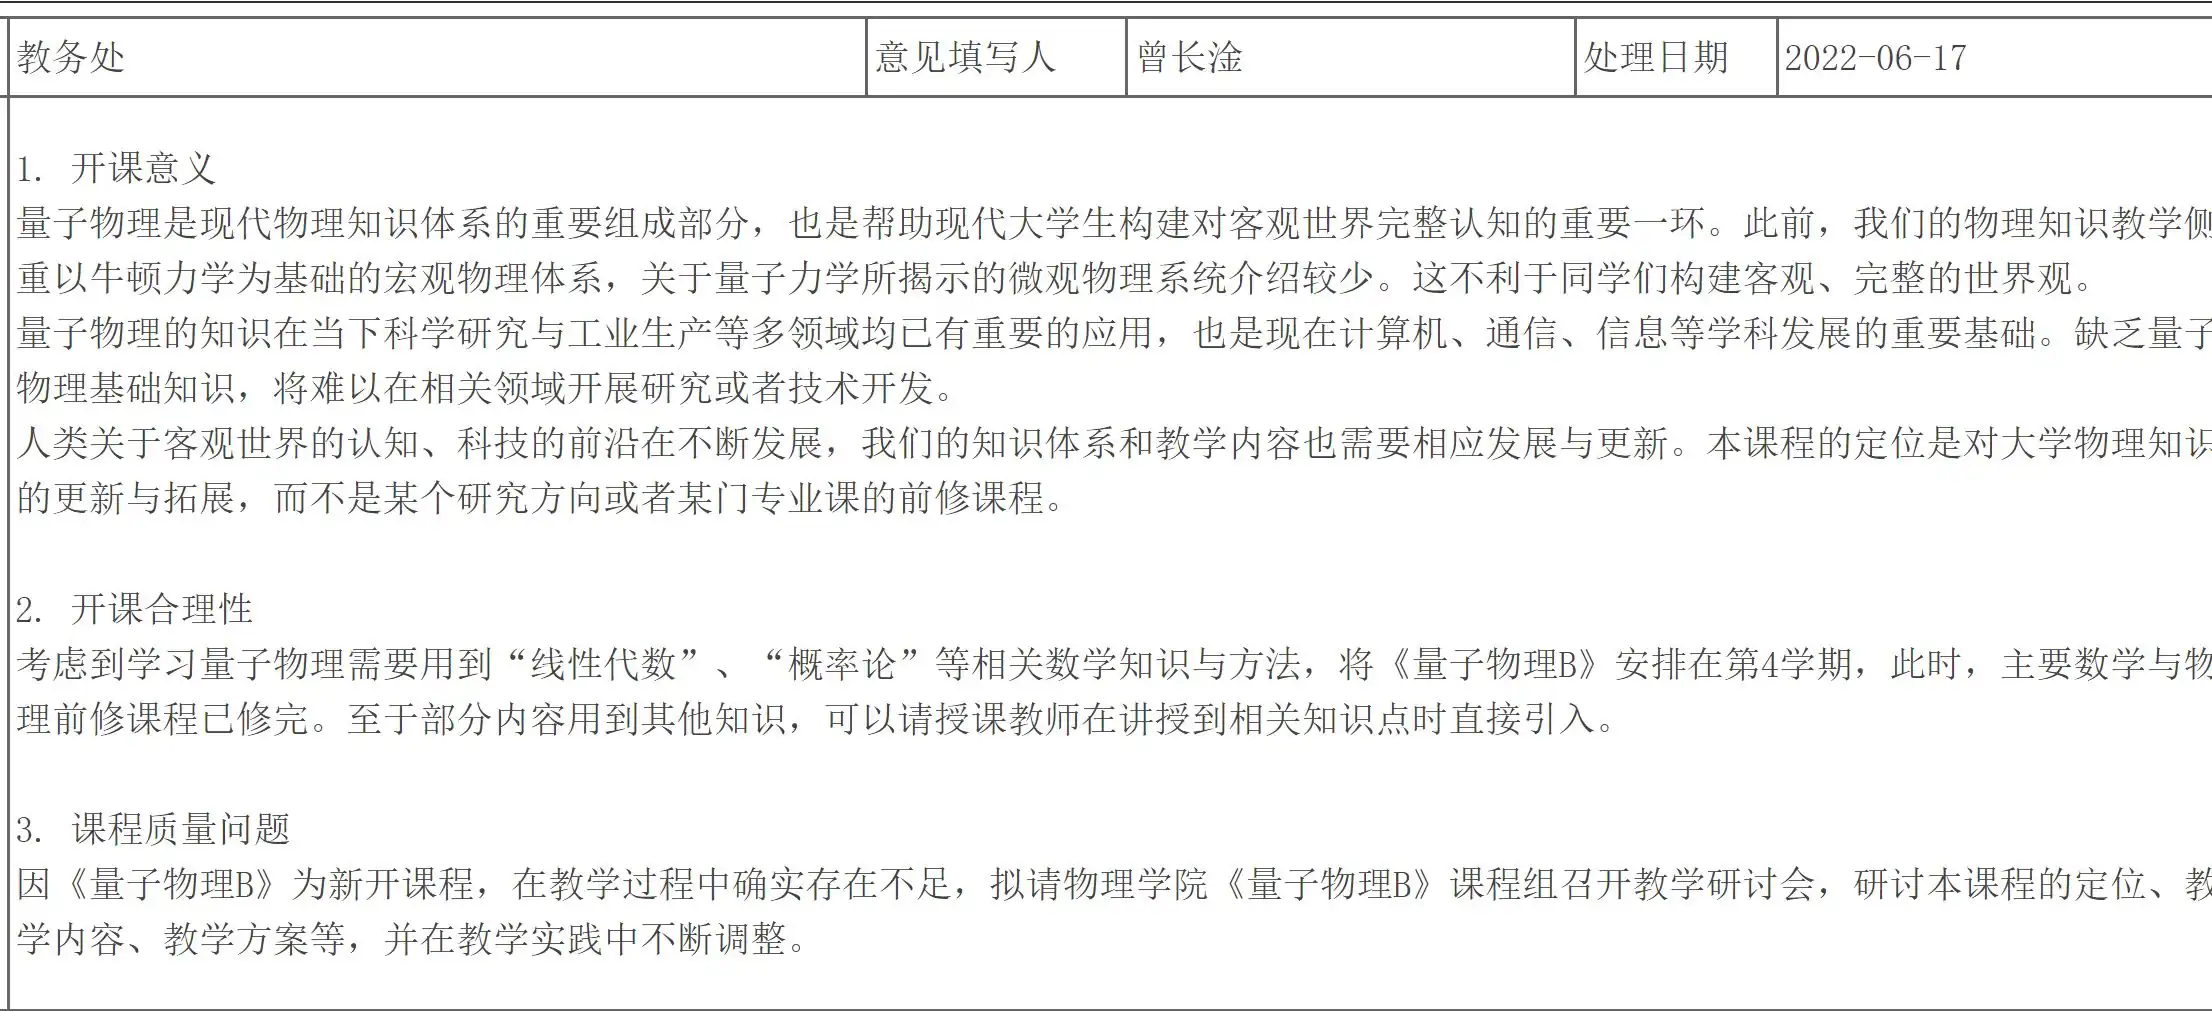 教务处 意见填写人 曾长淦 处理日期 2022-06-17
1. 开课意义
量子物理是现代物理知识体系的重要组成部分，也是帮助现代大学生构建对客观世界完整认知的重要一环。此前，我们的物理知识教学侧
重以牛顿力学为基础的宏观物理体系，关于量子力学所揭示的微观物理系统介绍较少。这不利于同学们构建客观、完整的世界观。
量子物理的知识在当下科学研究与工业生产等多领域均已有重要的应用，也是现在计算机、通信、信息等学科发展的重要基础。缺乏量子
物理基础知识，将难以在相关领域开展研究或者技术开发。
人类关于客观世界的认知、科技的前沿在不断发展，我们的知识体系和教学内容也需要相应发展与更新。本课程的定位是对大学物理知识
的更新与拓展，而不是某个研究方向或者某门专业课的前修课程。
2. 开课合理性
考虑到学习量子物理需要用到“线性代数”、“概率论”等相关数学知识与方法，将《量子物理B》安排在第4学期，此时，主要数学与物
理前修课程已修完。至于部分内容用到其他知识，可以请授课教师在讲授到相关知识点时直接引入。
3. 课程质量问题
因《量子物理B》为新开课程，在教学过程中确实存在不足，拟请物理学院《量子物理B》课程组召开教学研讨会，研讨本课程的定位、教
学内容、教学方案等，并在教学实践中不断调整。